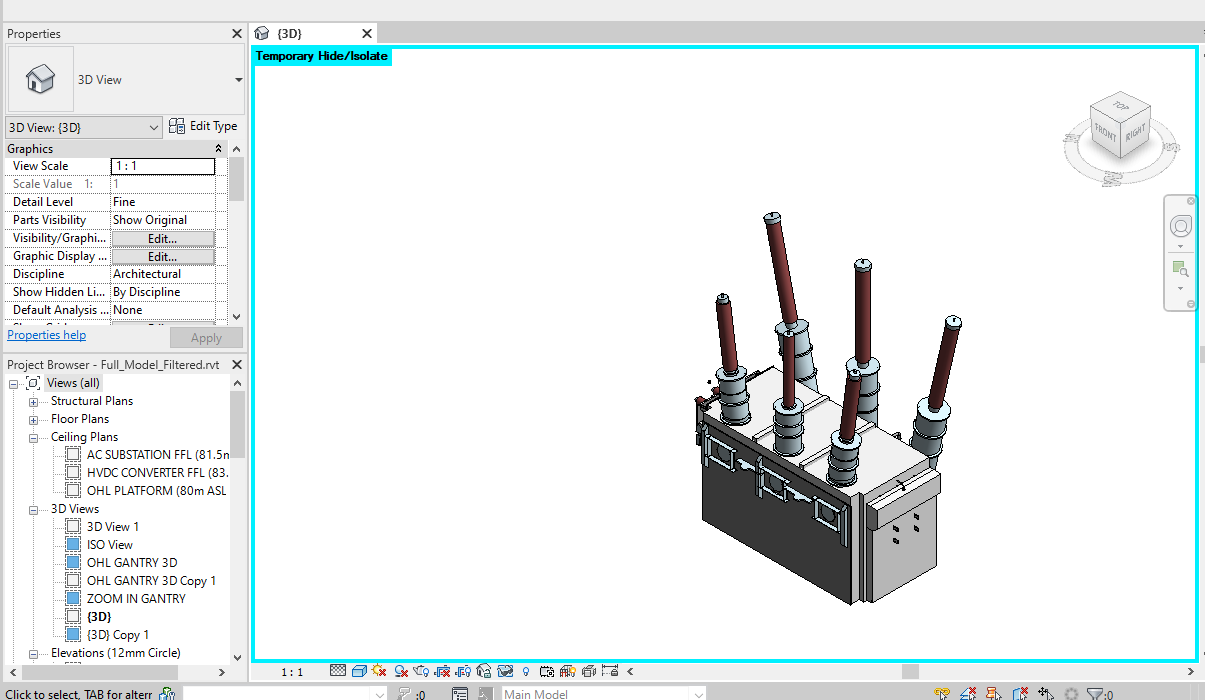 Properties
3D View
3D View: {3D}
Edit Type
Graphics
View Scale 1 : 1
Scale Value 1: 1
Detail Level Fine
Parts Visibility Show Original
Visibility/Graphi... Edit...
Graphic Display ... Edit...
Discipline Architectural
Show Hidden Li... By Discipline
Default Analysis ... None
Properties help
Apply
Project Browser - Full_Model_Filtered.rvt
Views (all)
Structural Plans
Floor Plans
Ceiling Plans
AC SUBSTATION FFL (81.5m
HVDC CONVERTER FFL (83.
OHL PLATFORM (80m ASL
3D Views
3D View 1
ISO View
OHL GANTRY 3D
OHL GANTRY 3D Copy 1
ZOOM IN GANTRY
{3D}
{3D} Copy 1
Elevations (12mm Circle)
{3D}
Temporary Hide/Isolate
TOP
FRONT
RIGHT
1 : 1
Click to select, TAB for altern
:0
Main Model
:0